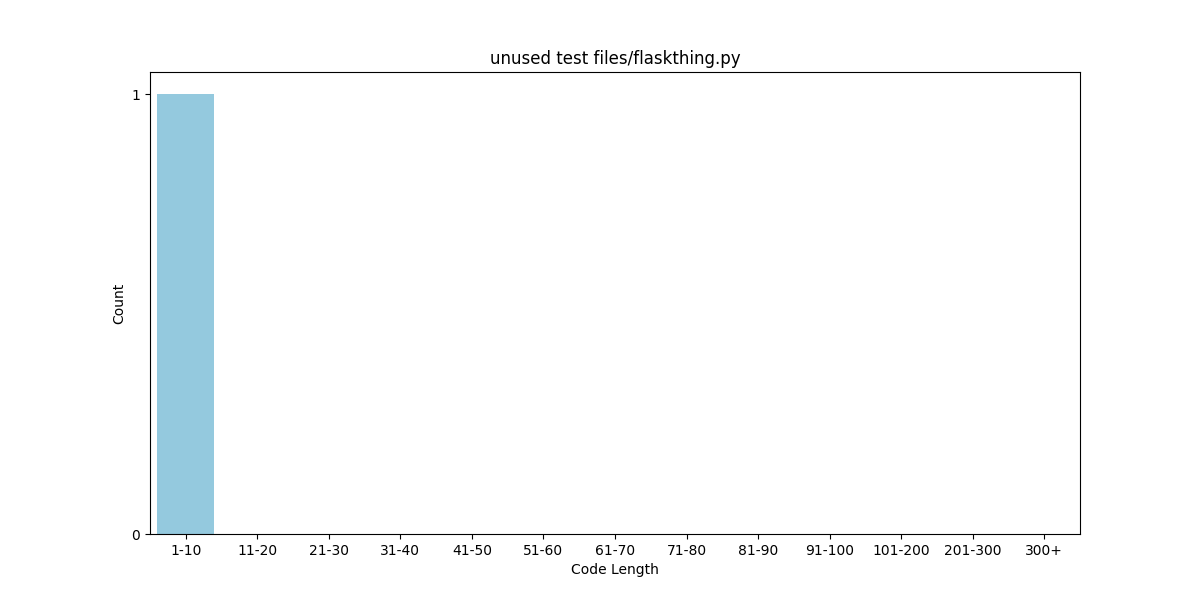 unused test files/flaskthing.py
1
Count
0
1-10 11-20 21-30 31-40 41-50 51-60 61-70 71-80 81-90 91-100 101-200 201-300 300+
Code Length